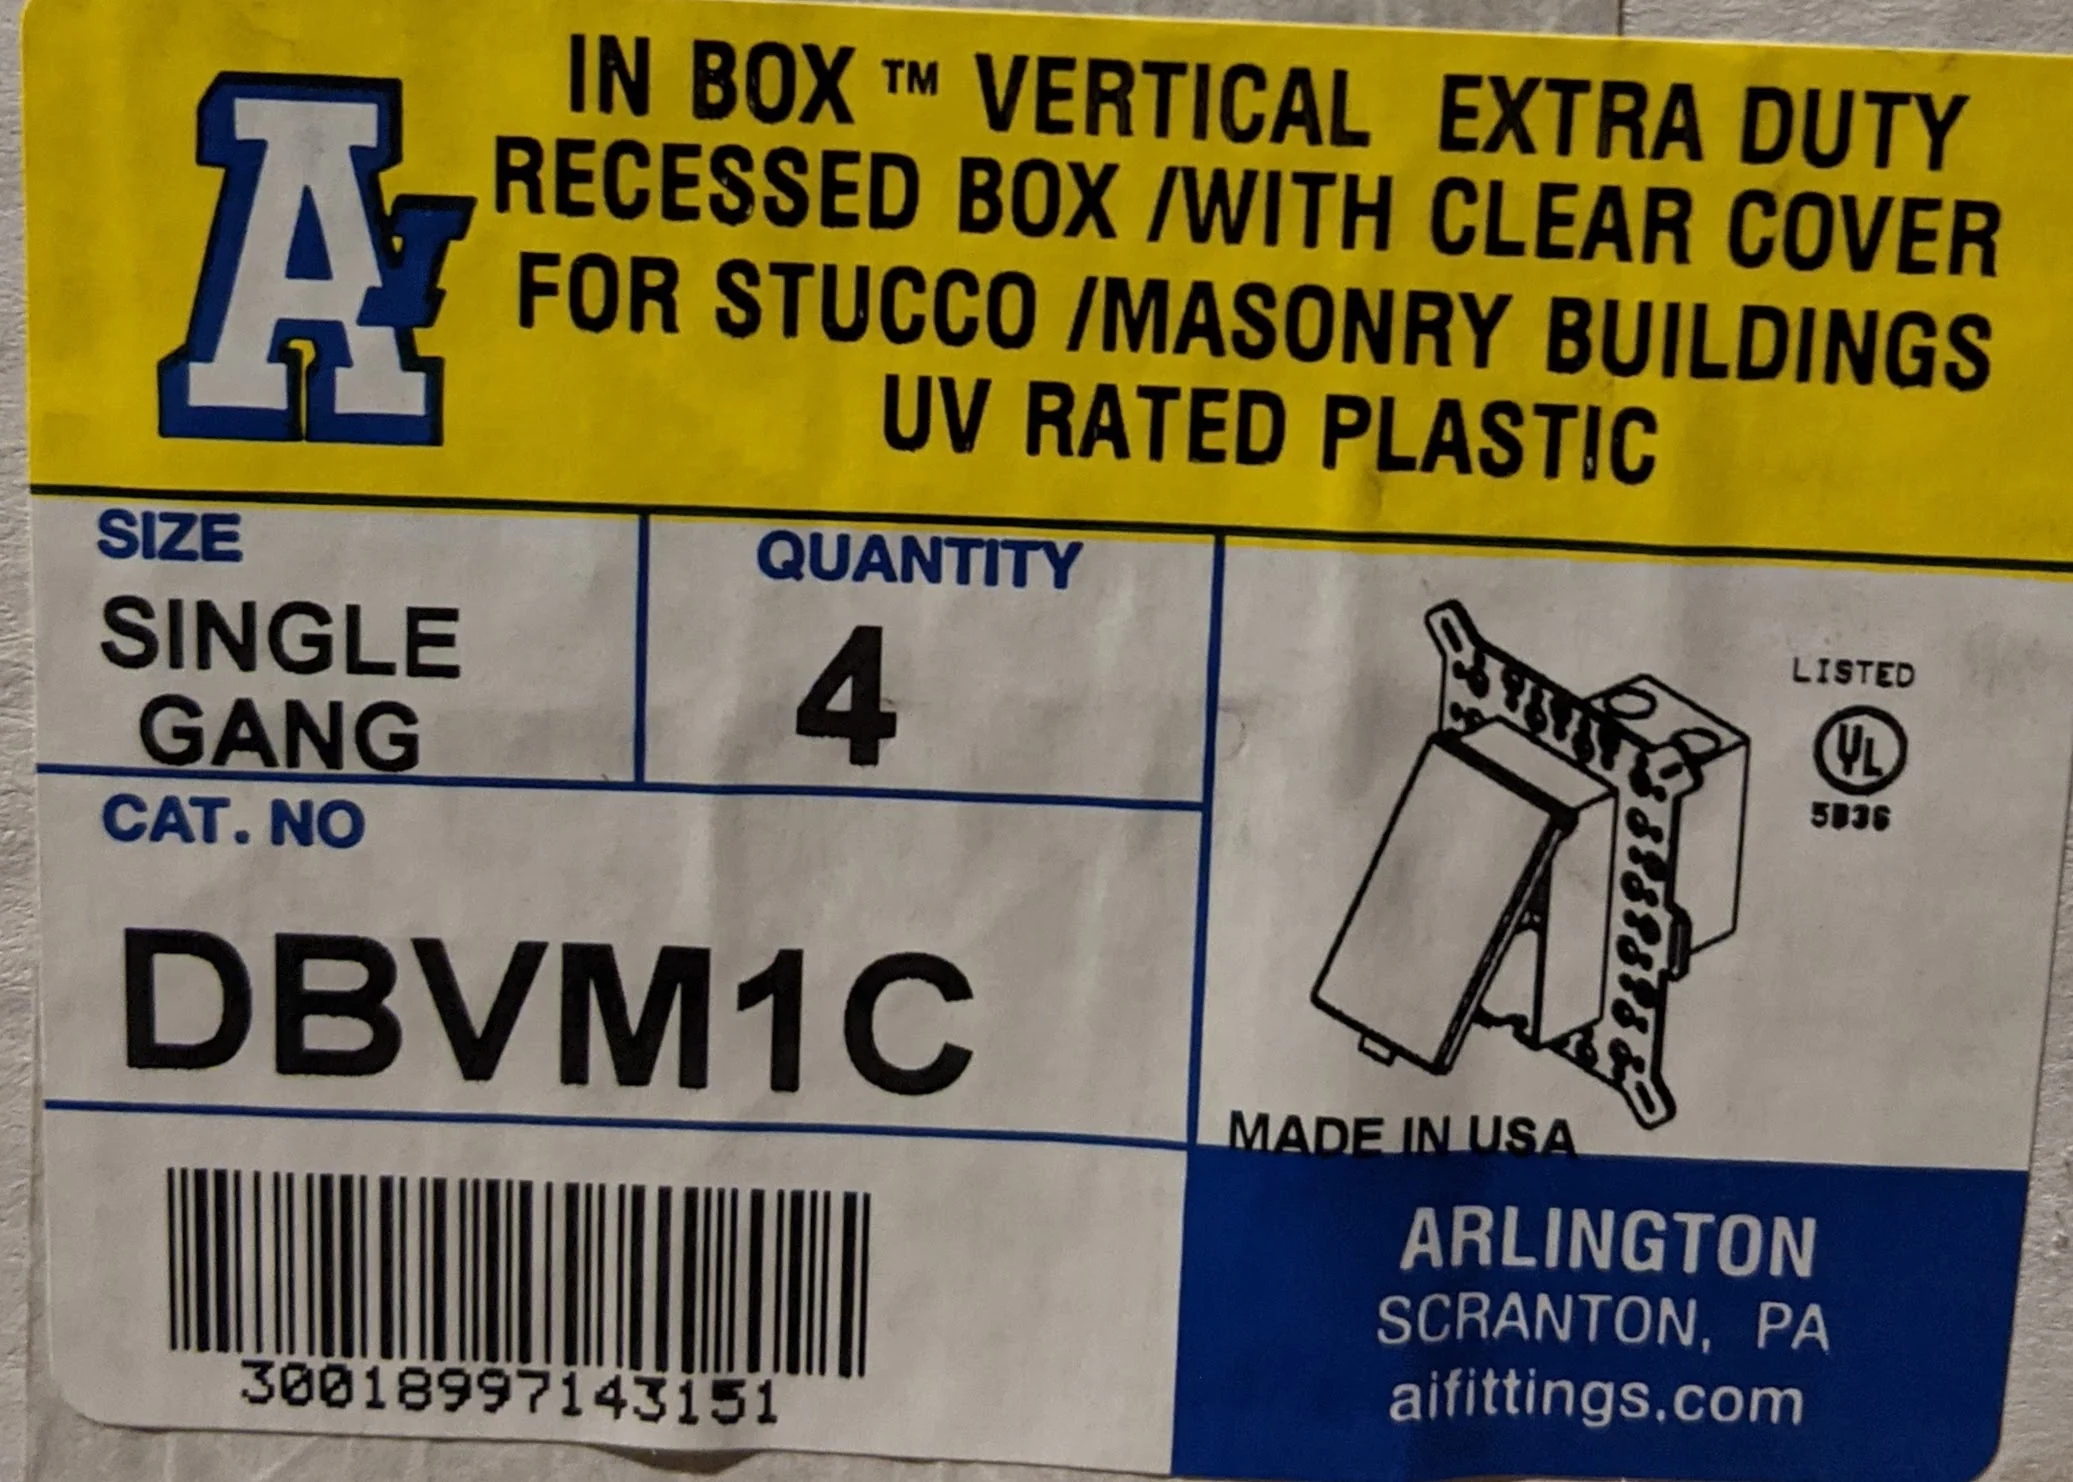 IN BOX ™ VERTICAL EXTRA DUTY
RECESSED BOX /WITH CLEAR COVER
FOR STUCCO /MASONRY BUILDINGS
UV RATED PLASTIC
SIZE
SINGLE
GANG
QUANTITY
4
CAT. NO
DBVM1C
30018997143151
LISTED
UL
5B36
MADE IN USA
ARLINGTON
SCRANTON, PA
aifittings.com